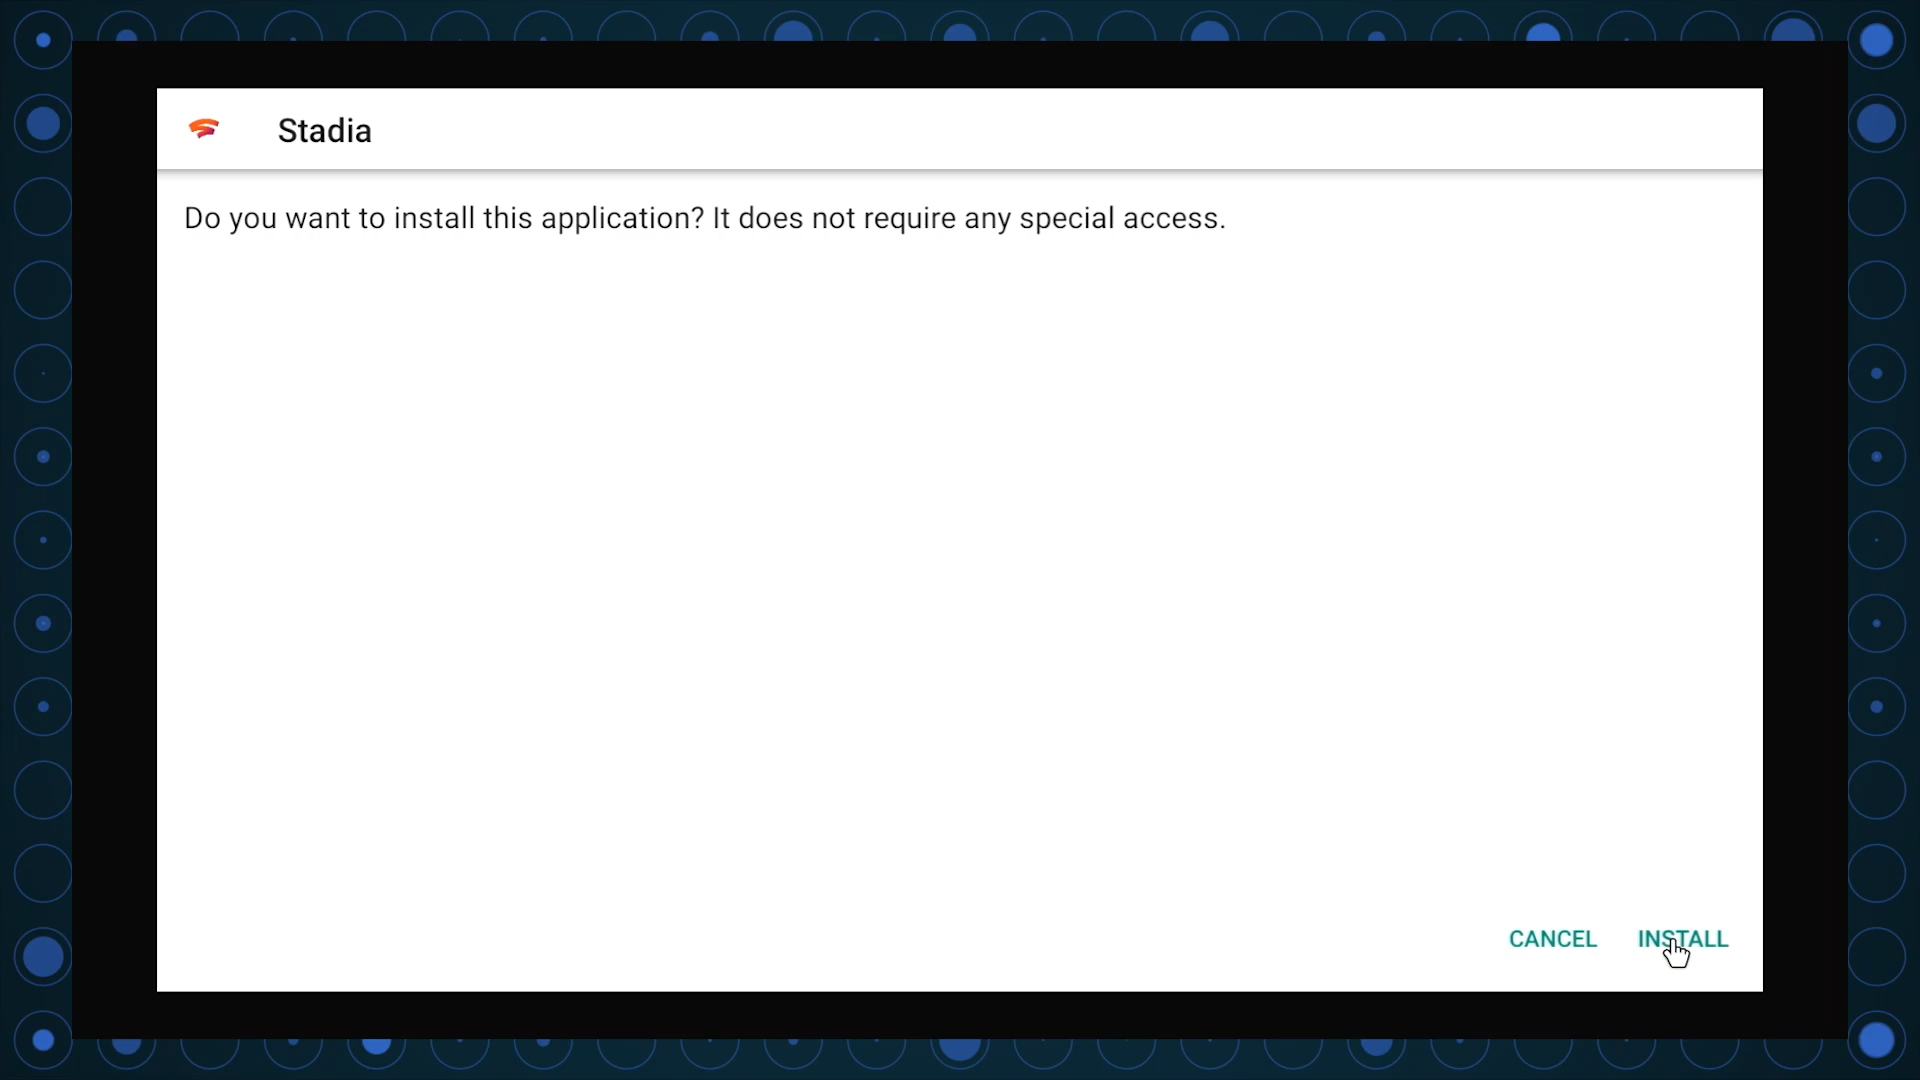 Stadia
Do you want to install this application? It does not require any special access.
CANCEL INSTALL